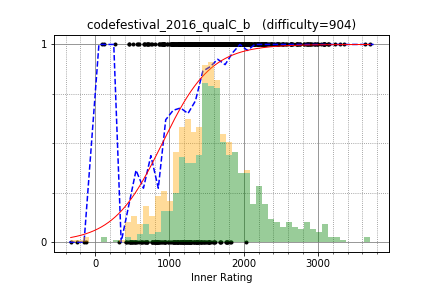 codefestival_2016_qualC_b (difficulty=904)
1
0
0 1000 2000 3000
Inner Rating